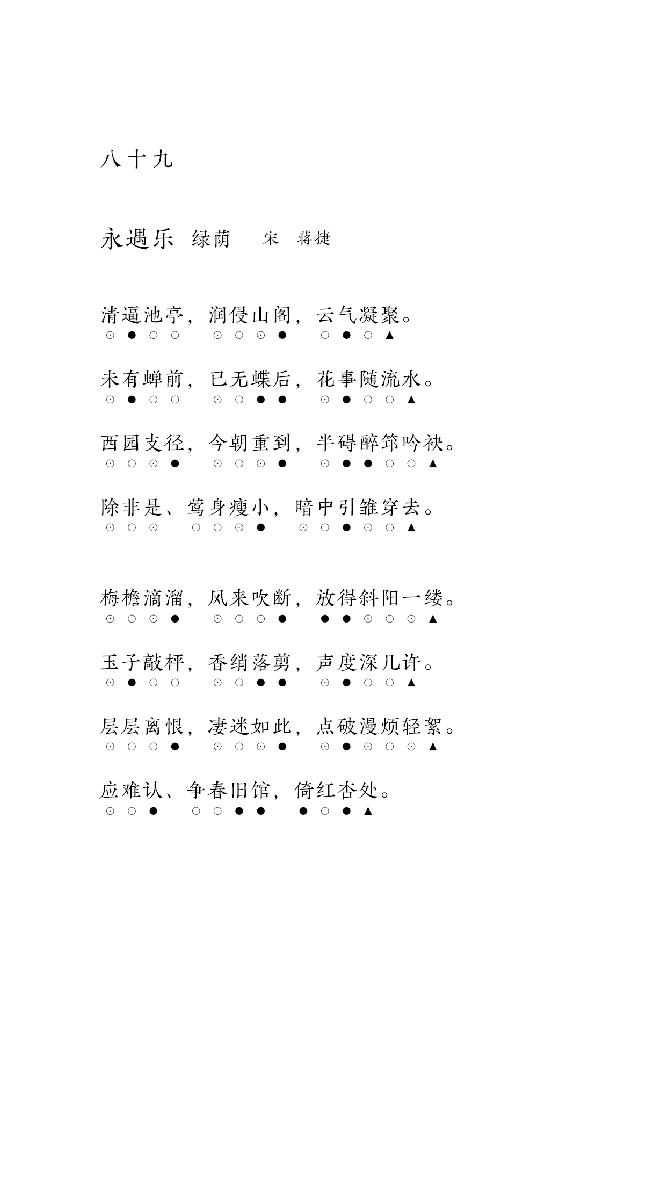 八十九
永遇乐 绿荫 宋 蒋捷
清逼池亭，润侵山阁，云气凝聚。
⊙●○○ ⊙○⊙● ○●○▲
未有蝉前，已无蝶后，花事随流水。
⊙●○○ ⊙○●● ⊙●○○▲
西园支径，今朝重到，半碍醉筇吟袂。
⊙○⊙● ⊙○⊙● ⊙●●○○▲
除非是、莺身瘦小，暗中引雏穿去。
⊙○⊙ ○○⊙● ⊙○●○○▲
梅檐滴溜，风来吹断，放得斜阳一缕。
⊙○⊙● ⊙○○● ●●⊙○⊙▲
玉子敲枰，香绡落剪，声度深几许。
⊙●○○ ⊙○●● ⊙●○○▲
层层离恨，凄迷如此，点破漫烦轻絮。
⊙○○● ⊙○⊙● ⊙●⊙○⊙▲
应难认、争春旧馆，倚红杏处。
⊙○● ○○●● ●○●▲